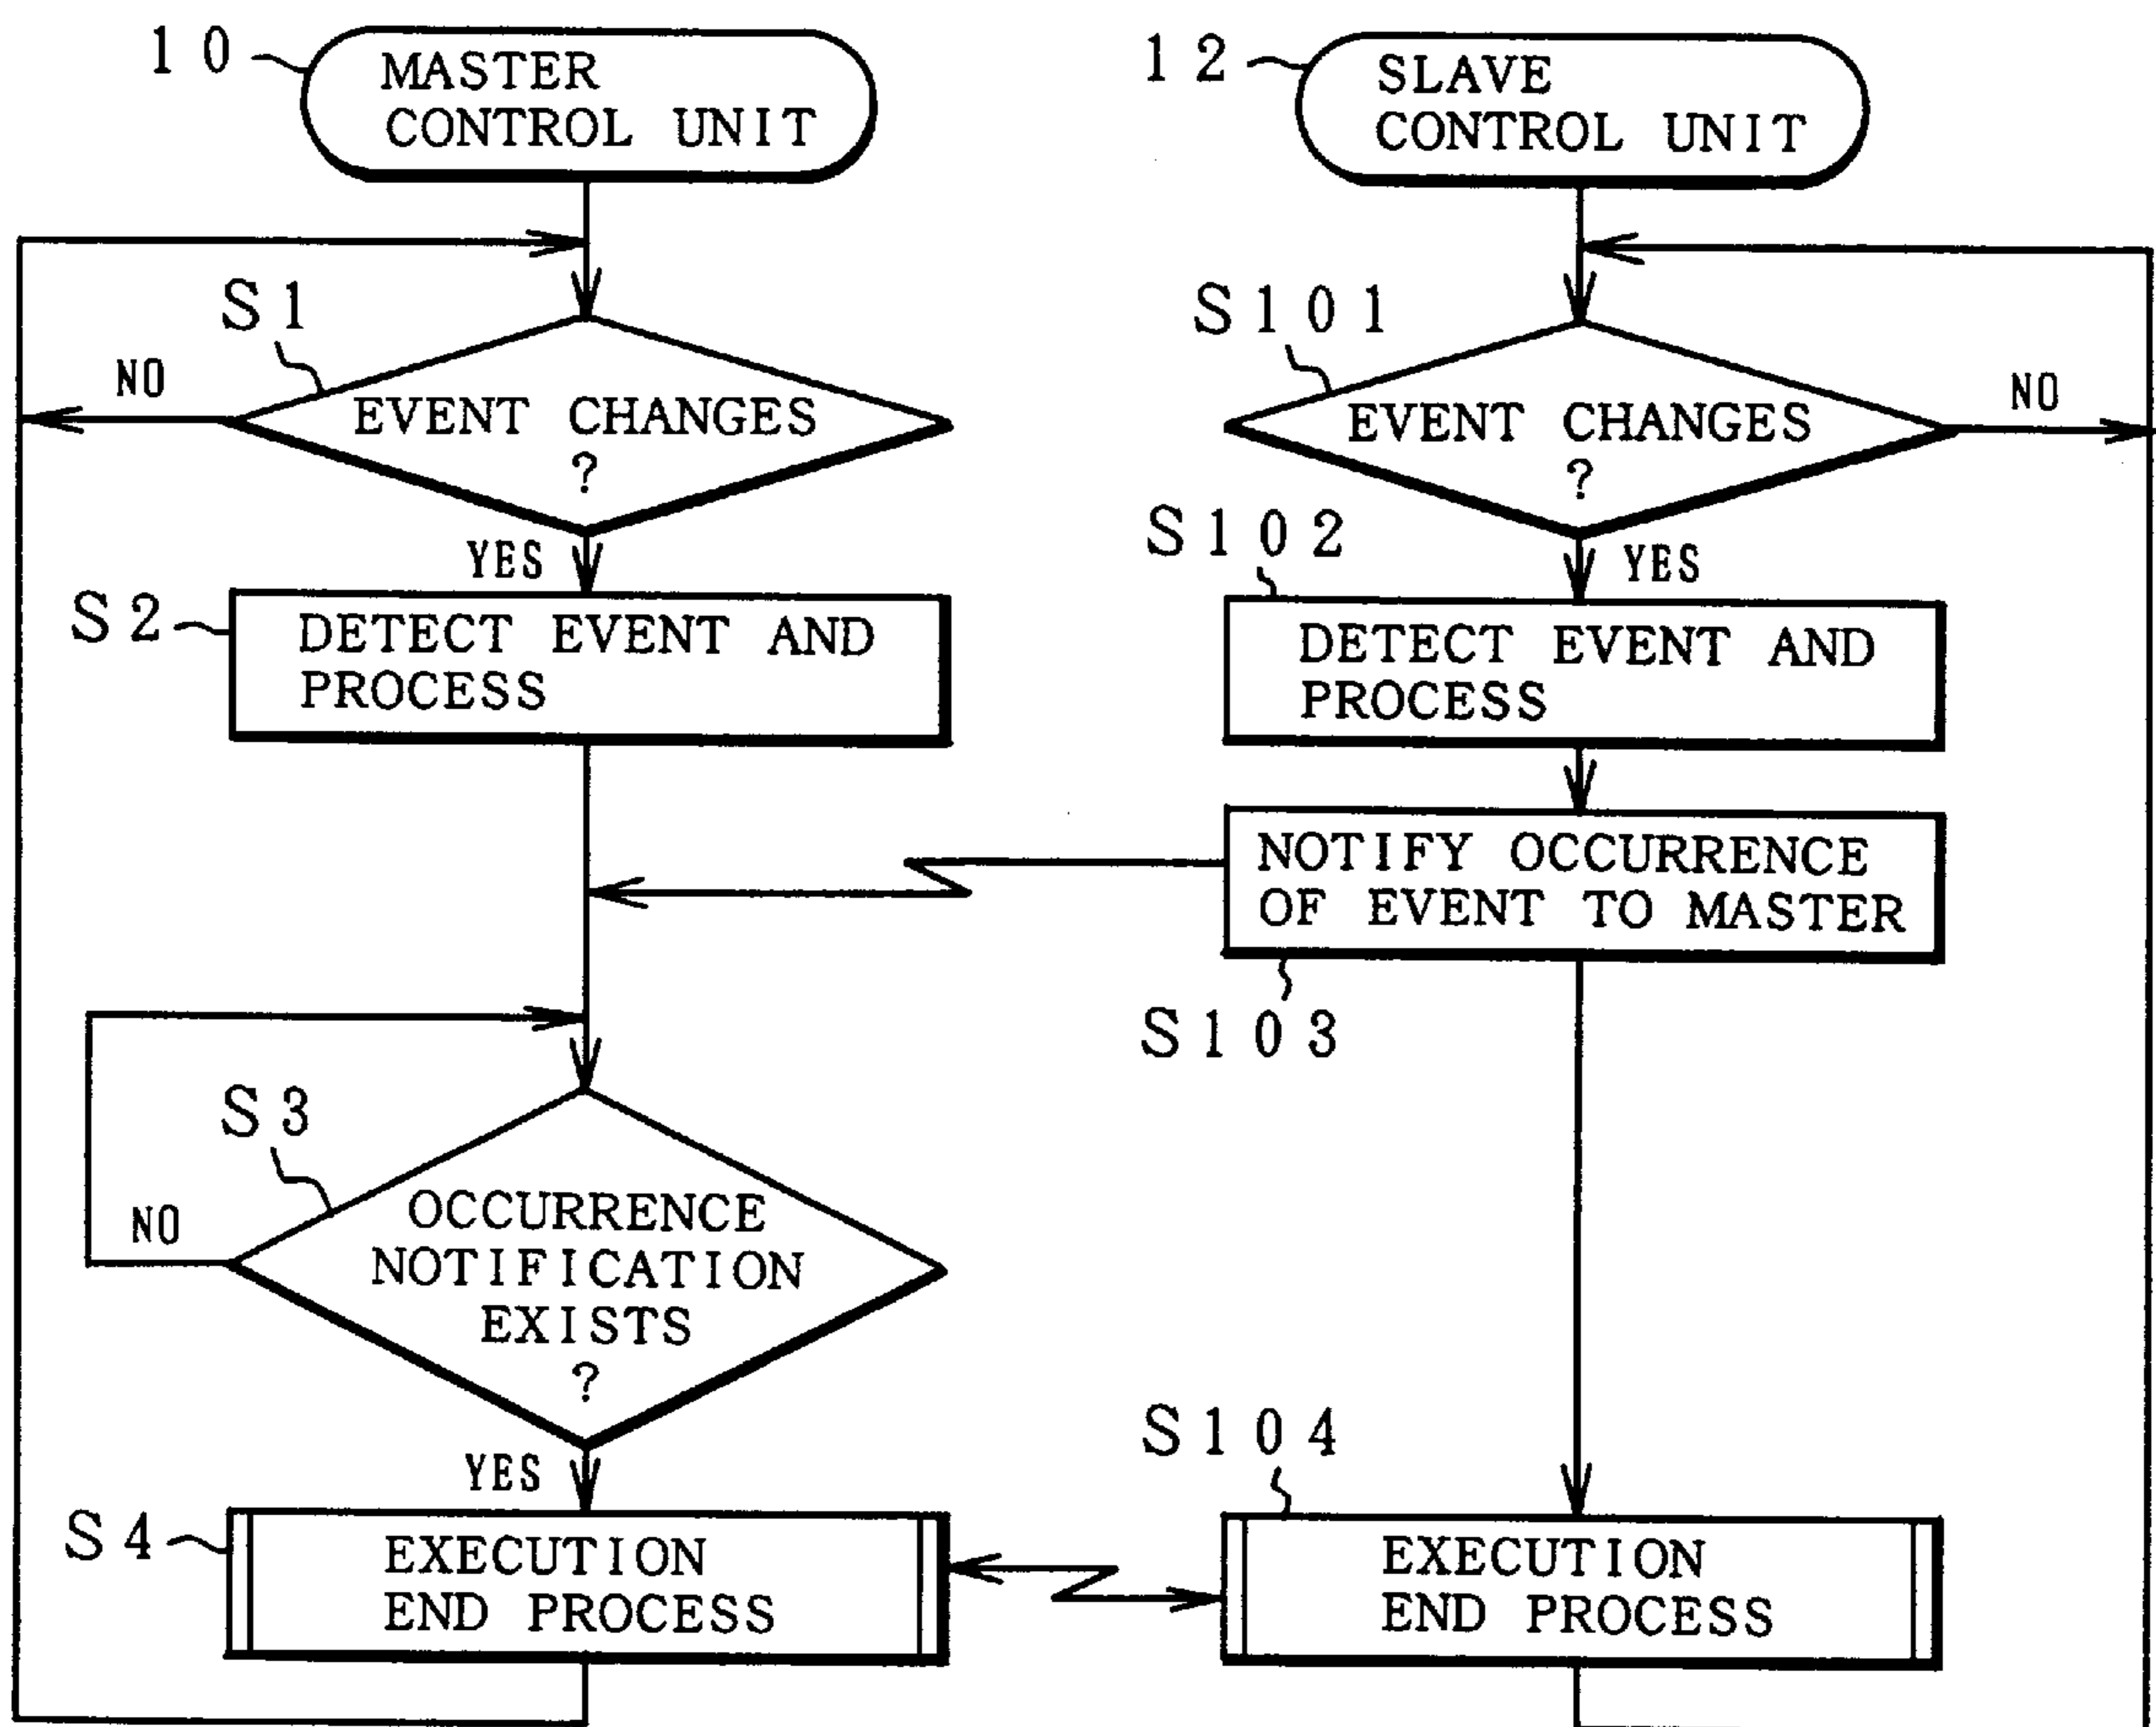 10
MASTER
CONTROL UNIT
S1
NO
EVENT CHANGES
?
YES
S2
DETECT EVENT AND
PROCESS
S3
NO
OCCURRENCE
NOTIFICATION
EXISTS
?
YES
S4
EXECUTION
END PROCESS
12
SLAVE
CONTROL UNIT
S101
NO
EVENT CHANGES
?
S102
YES
DETECT EVENT AND
PROCESS
NOTIFY OCCURRENCE
OF EVENT TO MASTER
S103
S104
EXECUTION
END PROCESS